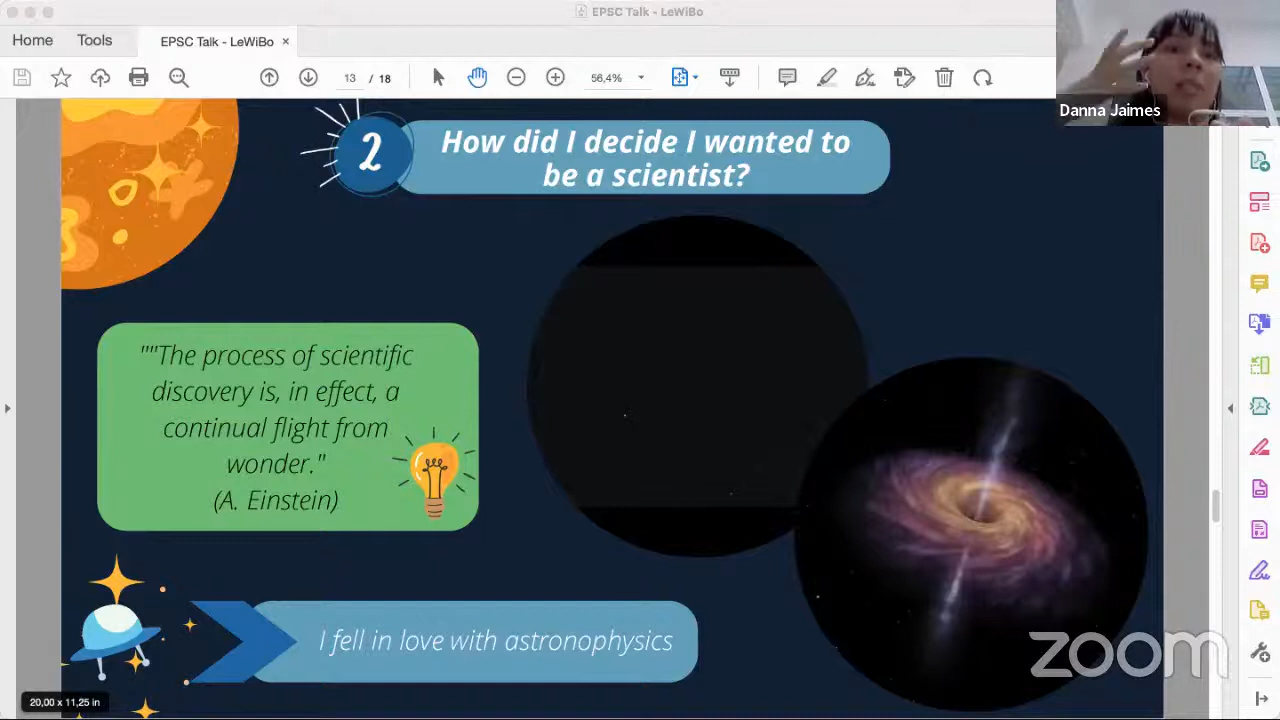 EPSC Talk - LeWiBo
Home
Tools
EPSC Talk - LeWiBo ×
13 / 18
56,4%
Danna Jaimes
2
How did I decide I wanted to
be a scientist?
""The process of scientific
discovery is, in effect, a
continual flight from
wonder."
(A. Einstein)
I fell in love with astronophysics
zoom
20,00 x 11,25 in